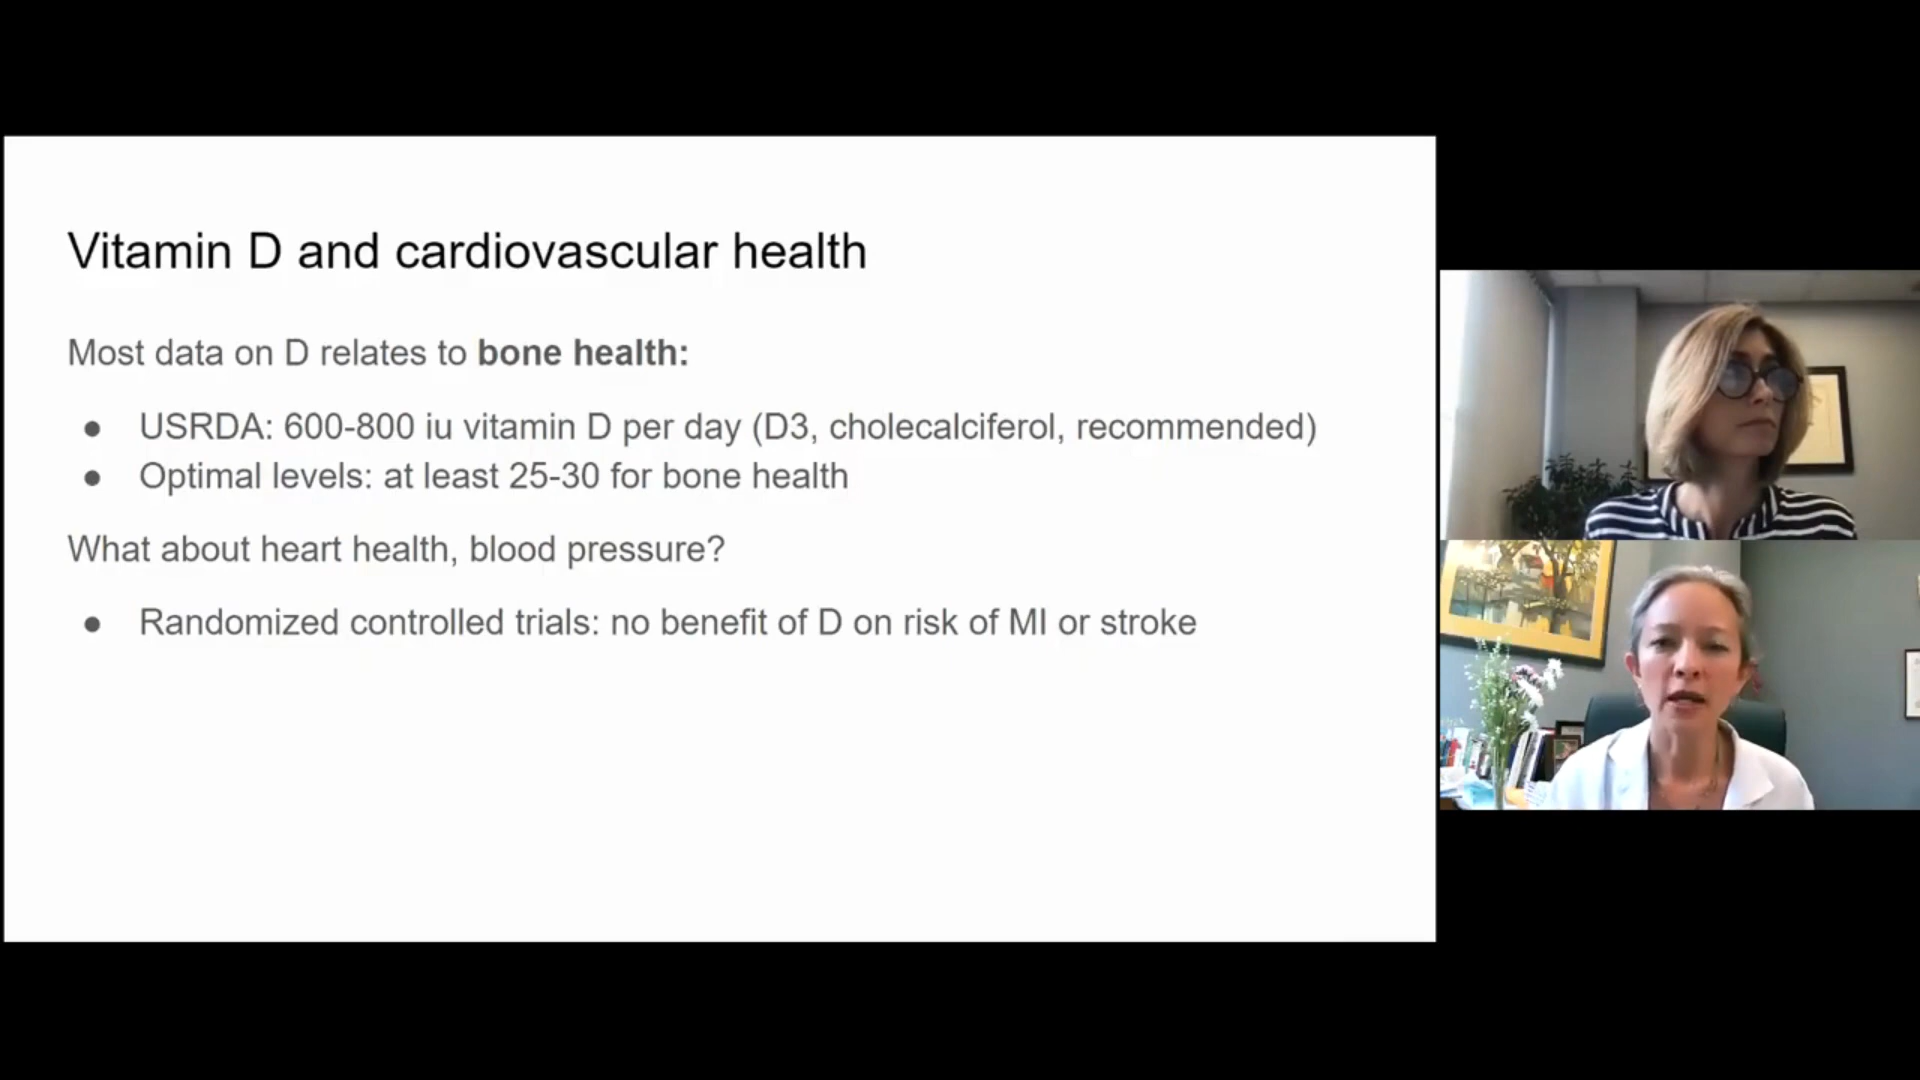 Vitamin D and cardiovascular health
Most data on D relates to bone health:
● USRDA: 600-800 iu vitamin D per day (D3, cholecalciferol, recommended)
● Optimal levels: at least 25-30 for bone health
What about heart health, blood pressure?
● Randomized controlled trials: no benefit of D on risk of MI or stroke